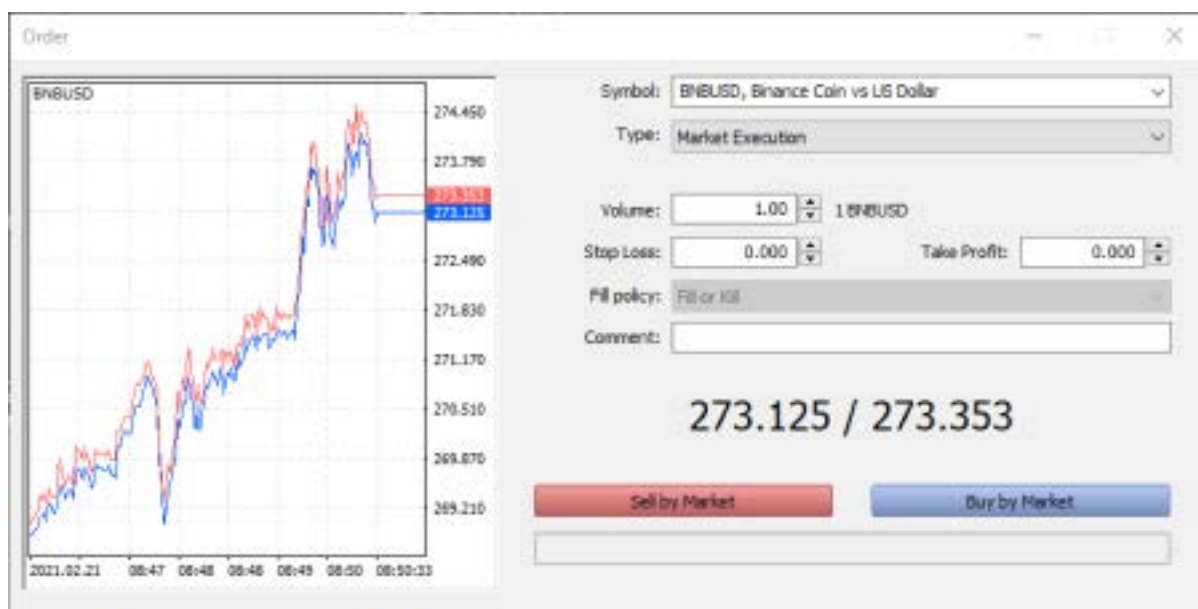 Order
BNBUSD
274.450
273.790
273.353
273.125
272.490
271.830
271.170
270.510
269.870
269.210
2021.02.21 08:47 08:48 08:48 08:49 08:50 08:50:33
Symbol: BNBUSD, Binance Coin vs US Dollar
Type: Market Execution
Volume: 1.00 1 BNBUSD
Stop Loss: 0.000 Take Profit: 0.000
Fill policy: Fill or Kill
Comment:
273.125 / 273.353
Sell by Market Buy by Market